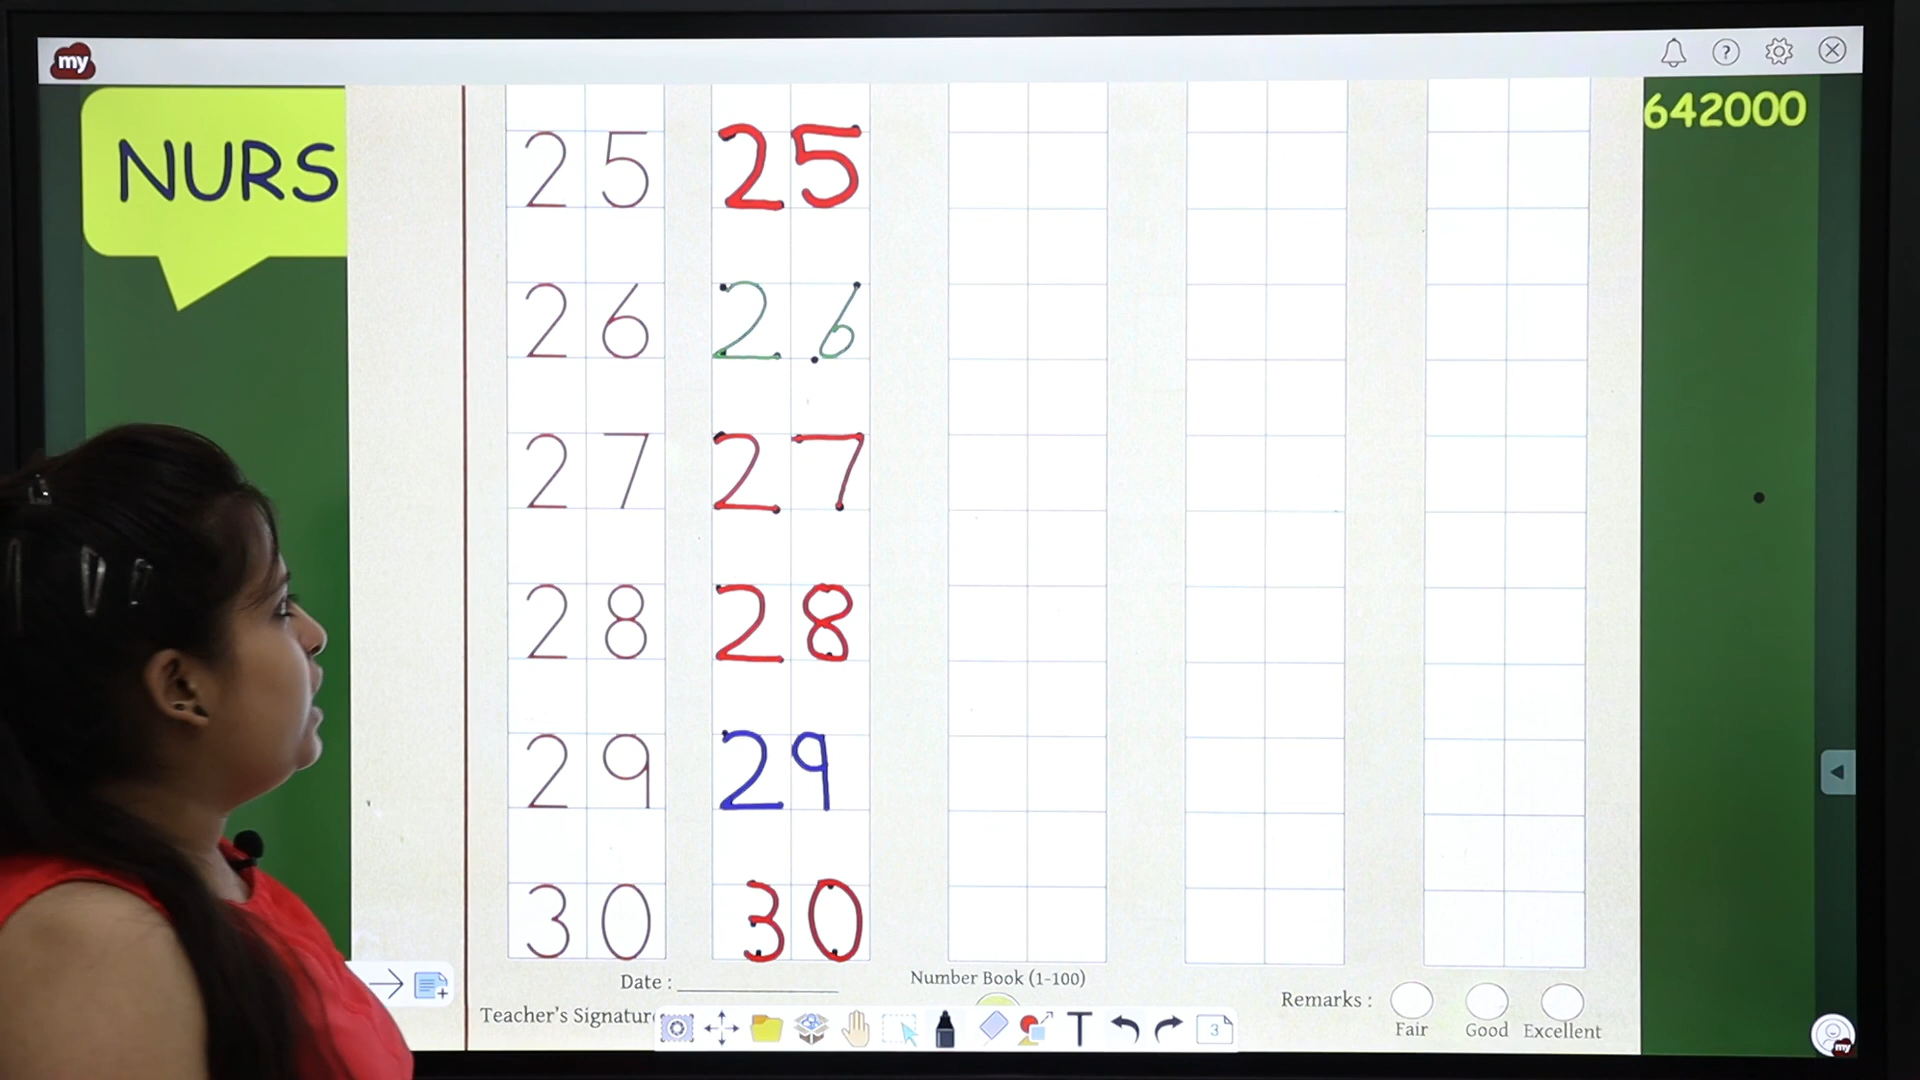 my
NURS
642000
25 25
26 26
27 27
28 28
29 29
30 30
Date :
Number Book (1-100)
Teacher's Signatur
Remarks :
Fair Good Excellent
T
3
my